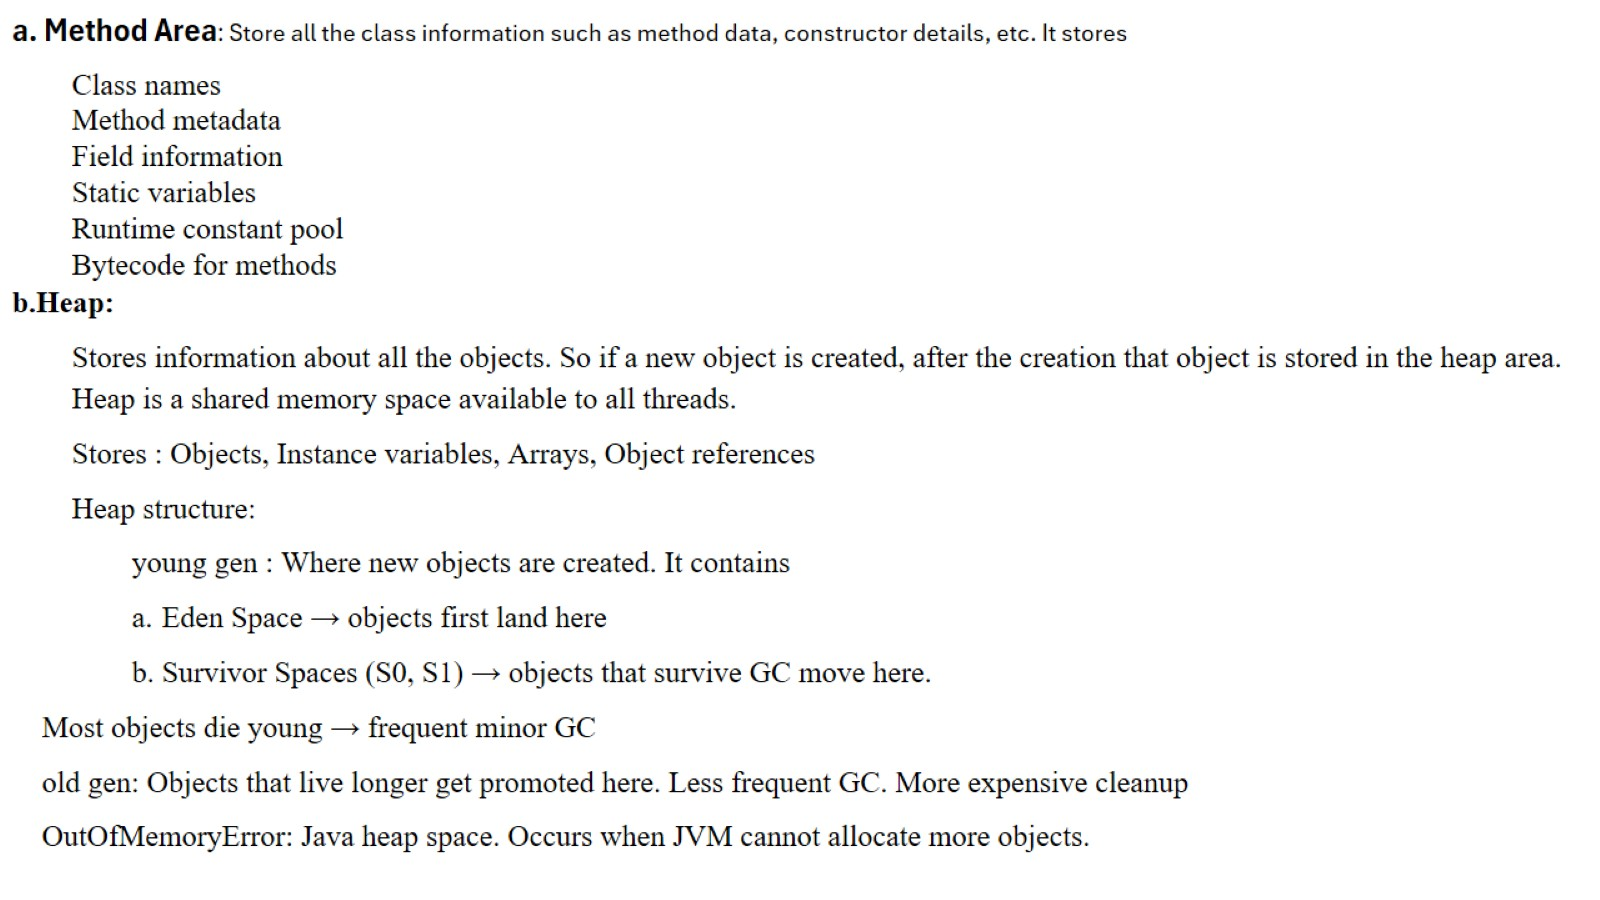 a. Method Area: Store all the class information such as method data, constructor details, etc. It stores
Class names
Method metadata
Field information
Static variables
Runtime constant pool
Bytecode for methods
b.Heap:
Stores information about all the objects. So if a new object is created, after the creation that object is stored in the heap area.
Heap is a shared memory space available to all threads.
Stores : Objects, Instance variables, Arrays, Object references
Heap structure:
young gen : Where new objects are created. It contains
a. Eden Space → objects first land here
b. Survivor Spaces (S0, S1) → objects that survive GC move here.
Most objects die young → frequent minor GC
old gen: Objects that live longer get promoted here. Less frequent GC. More expensive cleanup
OutOfMemoryError: Java heap space. Occurs when JVM cannot allocate more objects.